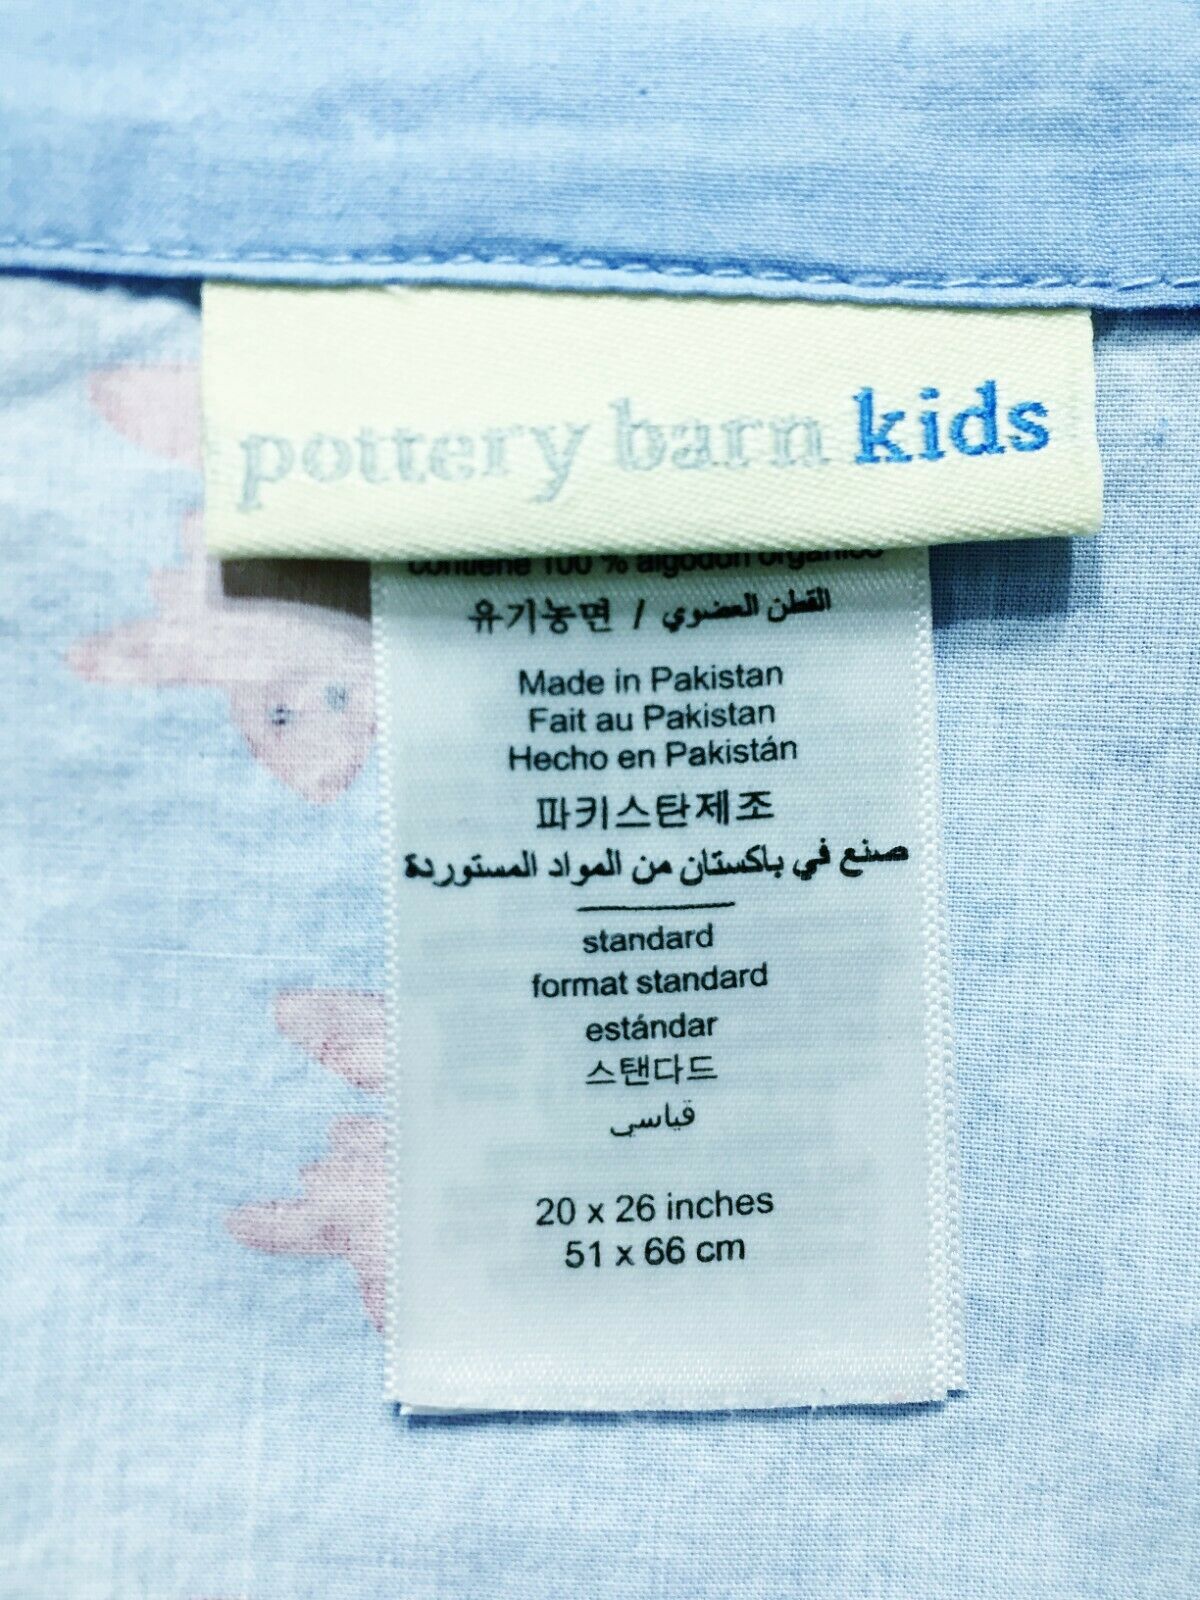 pottery barn kids
contiene 100 % algodón orgánico
유기농면 / القطن العضوي
Made in Pakistan
Fait au Pakistan
Hecho en Pakistán
파키스탄제조
صنع في باكستان من المواد المستوردة
standard
format standard
estándar
스탠다드
قياسي
20 x 26 inches
51 x 66 cm